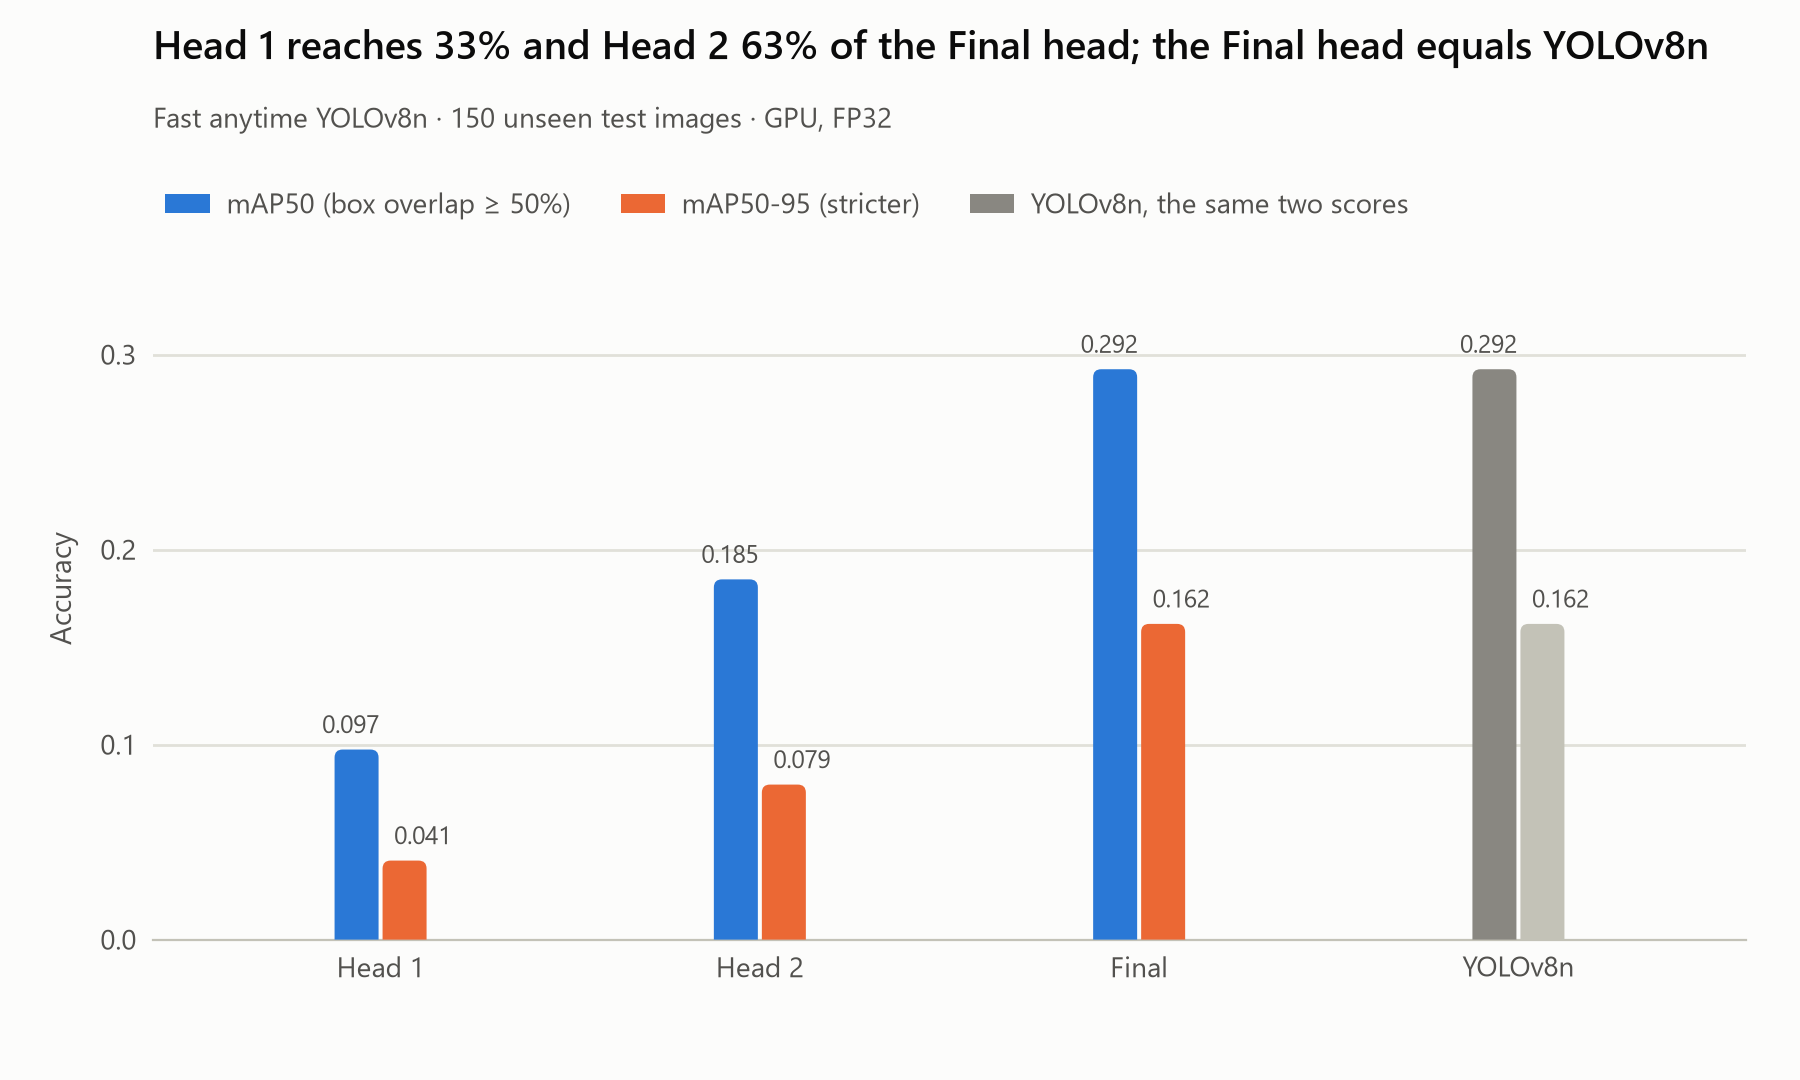 Head 1 reaches 33% and Head 2 63% of the Final head; the Final head equals YOLOv8n
Fast anytime YOLOv8n · 150 unseen test images · GPU, FP32
mAP50 (box overlap ≥ 50%)
mAP50-95 (stricter)
YOLOv8n, the same two scores
Accuracy
0.3
0.2
0.1
0.0
0.097
0.041
0.185
0.079
0.292
0.162
0.292
0.162
Head 1
Head 2
Final
YOLOv8n